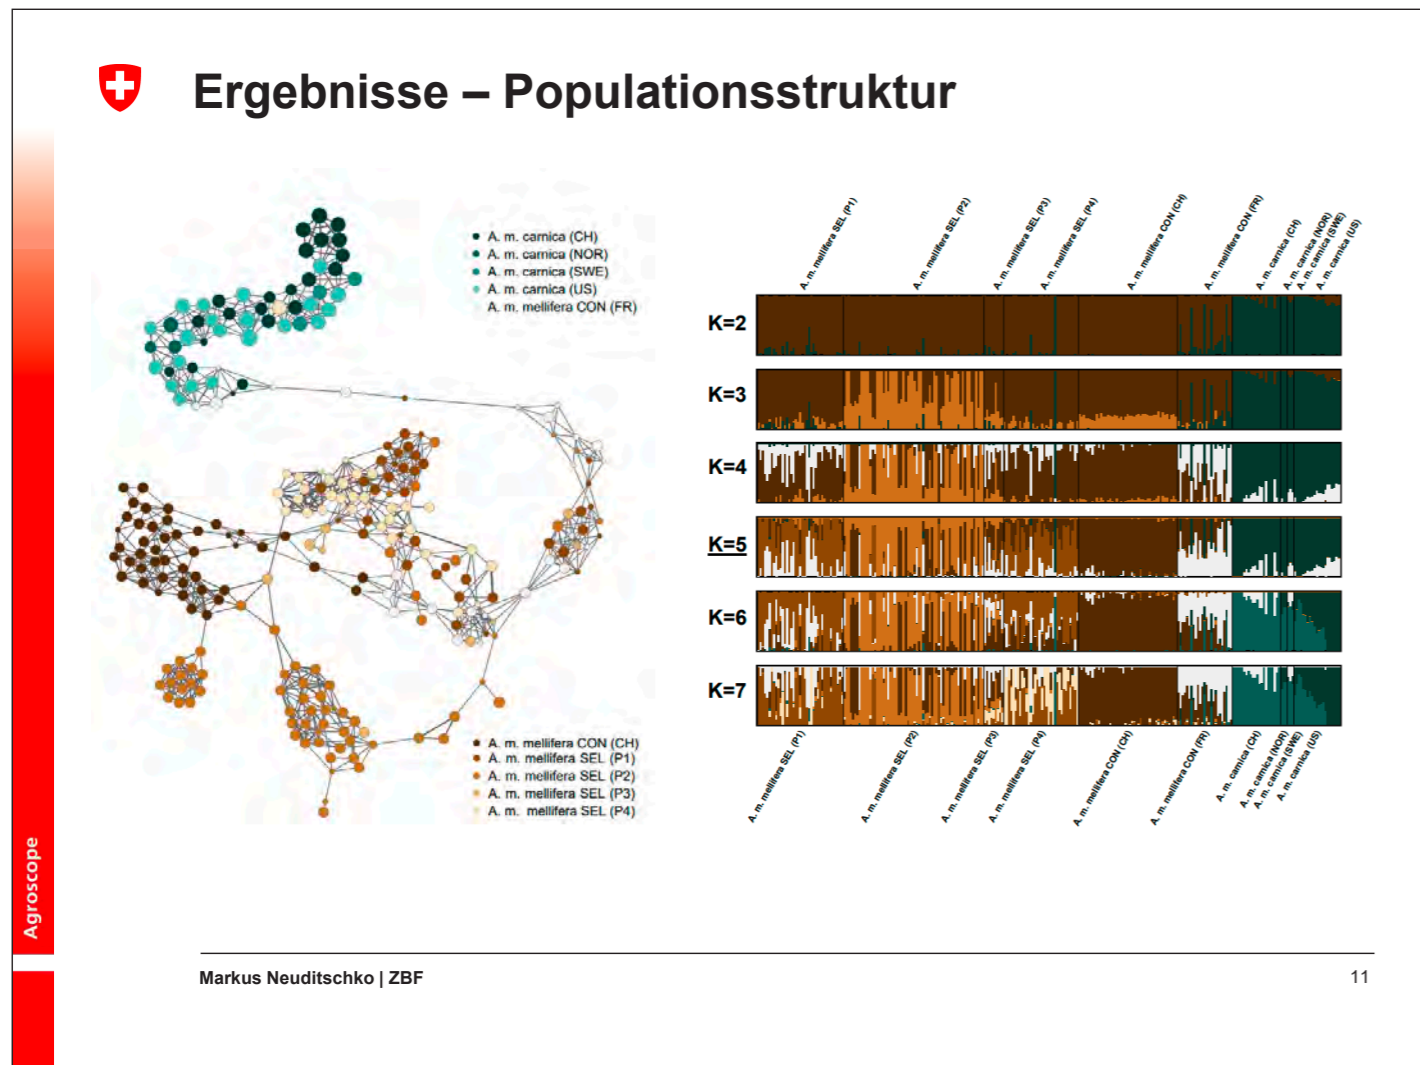 Ergebnisse – Populationsstruktur
A. m. carnica (CH)
A. m. carnica (NOR)
A. m. carnica (SWE)
A. m. carnica (US)
A. m. mellifera CON (FR)
A. m. mellifera CON (CH)
A. m. mellifera SEL (P1)
A. m. mellifera SEL (P2)
A. m. mellifera SEL (P3)
A. m. mellifera SEL (P4)
A. m. mellifera SEL (P1)
A. m. mellifera SEL (P2)
A. m. mellifera SEL (P3)
A. m. mellifera SEL (P4)
A. m. mellifera CON (CH)
A. m. mellifera CON (FR)
A. m. carnica (CH)
A. m. carnica (NOR)
A. m. carnica (SWE)
A. m. carnica (US)
K=2
K=3
K=4
K=5
K=6
K=7
A. m. mellifera SEL (P1)
A. m. mellifera SEL (P2)
A. m. mellifera SEL (P3)
A. m. mellifera SEL (P4)
A. m. mellifera CON (CH)
A. m. mellifera CON (FR)
A. m. carnica (CH)
A. m. carnica (NOR)
A. m. carnica (SWE)
A. m. carnica (US)
Agroscope
Markus Neuditschko | ZBF
11